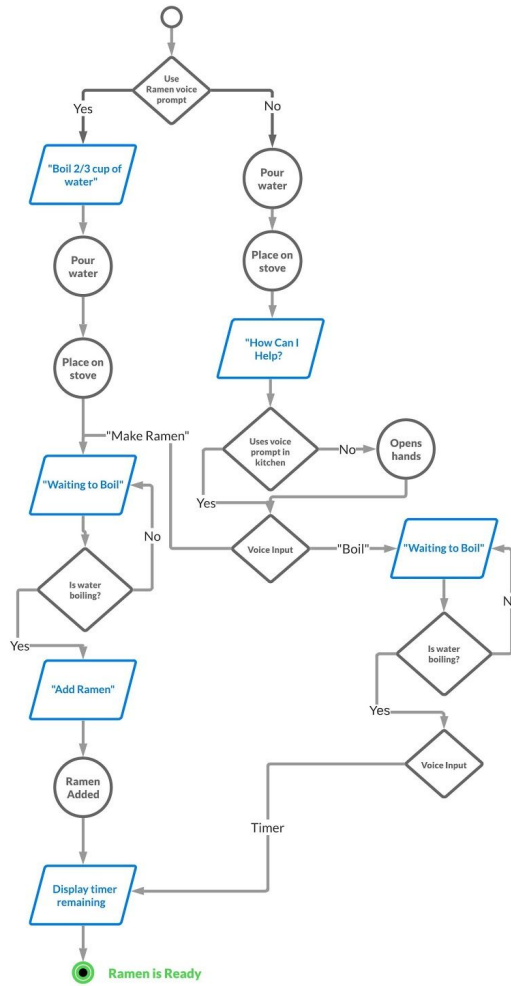 Use
Ramen voice
prompt
Yes
No
"Boil 2/3 cup of
water"
Pour
water
Pour
water
Place on
stove
"How Can I
Help?
Place on
stove
"Make Ramen"
Uses voice
prompt in
kitchen
No
Opens
hands
Yes
"Waiting to Boil"
No
Voice Input
"Boil"
"Waiting to Boil"
Is water
boiling?
N
Is water
boiling?
Yes
"Add Ramen"
Yes
Voice Input
Ramen
Added
Timer
Display timer
remaining
Ramen is Ready